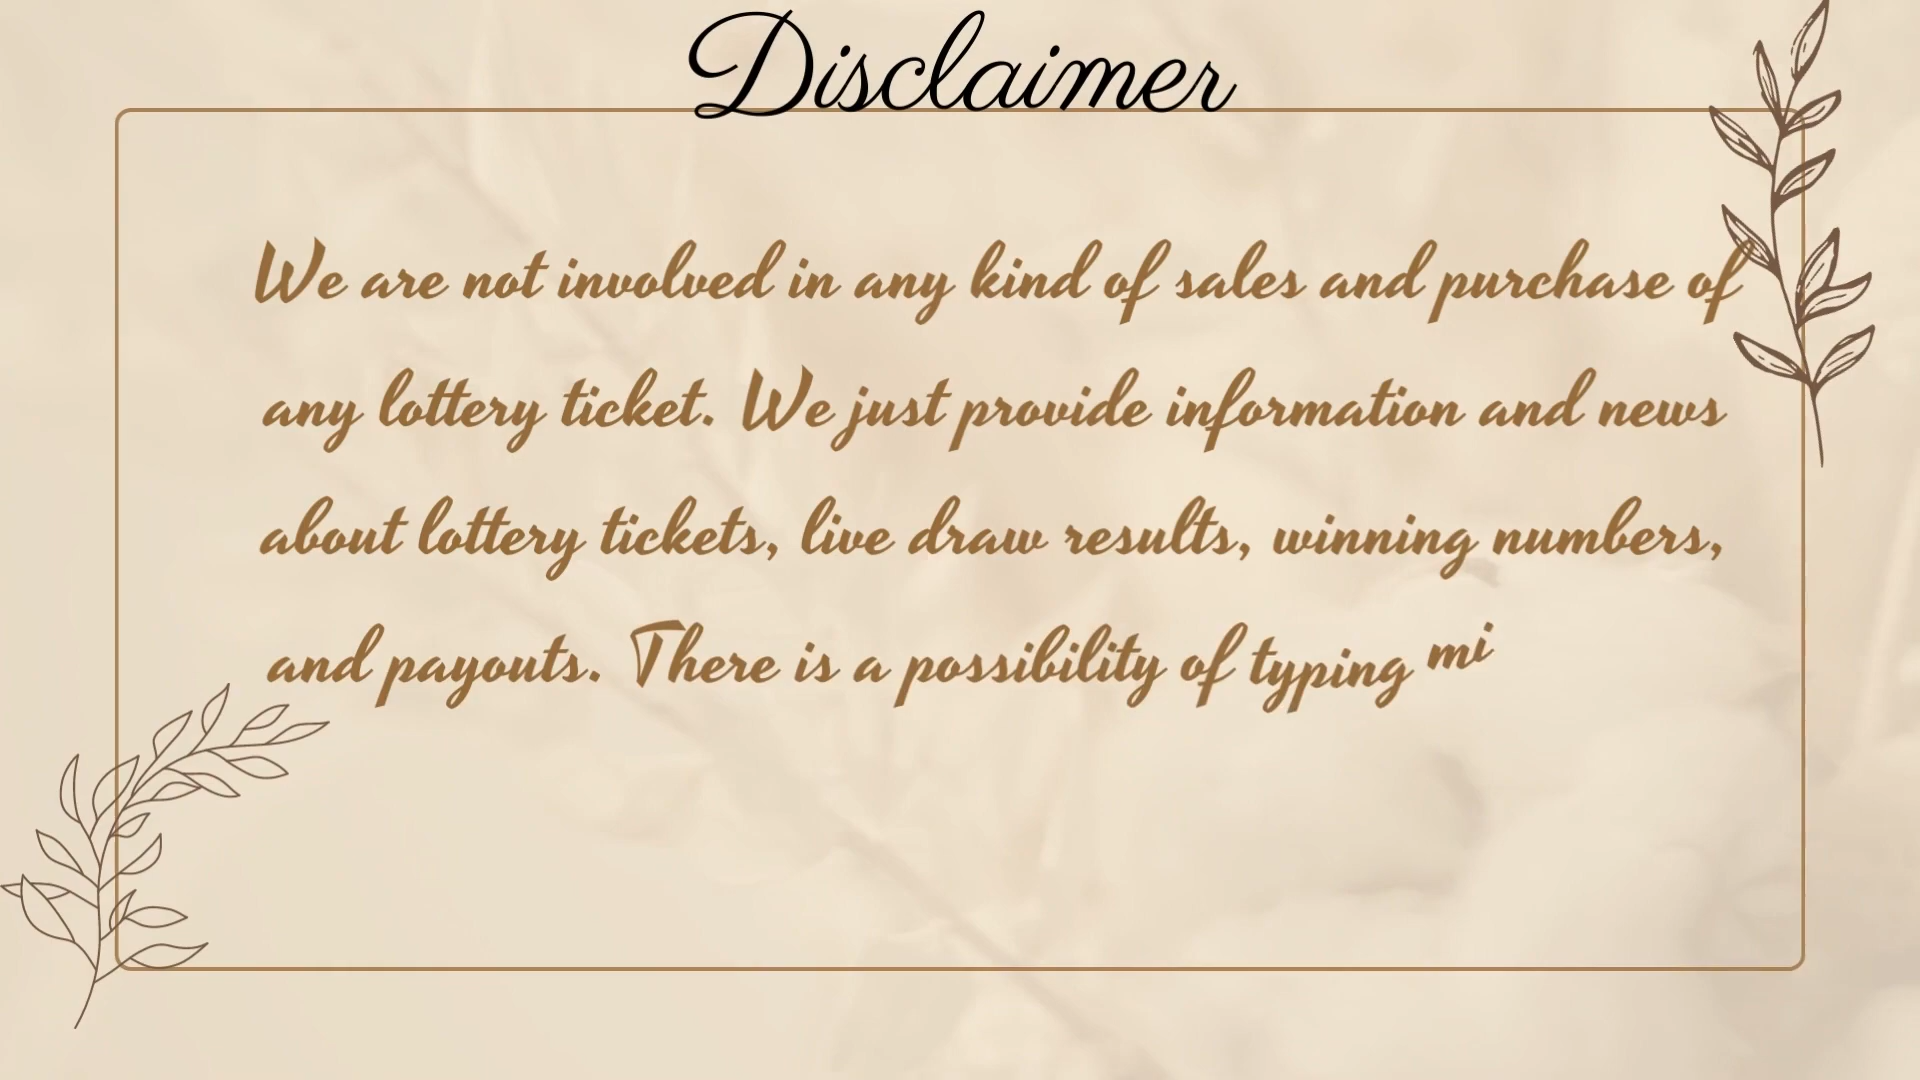 Disclaimer
We are not involved in any kind of sales and purchase of
any lottery ticket. We just provide information and news
about lottery tickets, live draw results, winning numbers,
and payouts. There is a possibility of typing mi